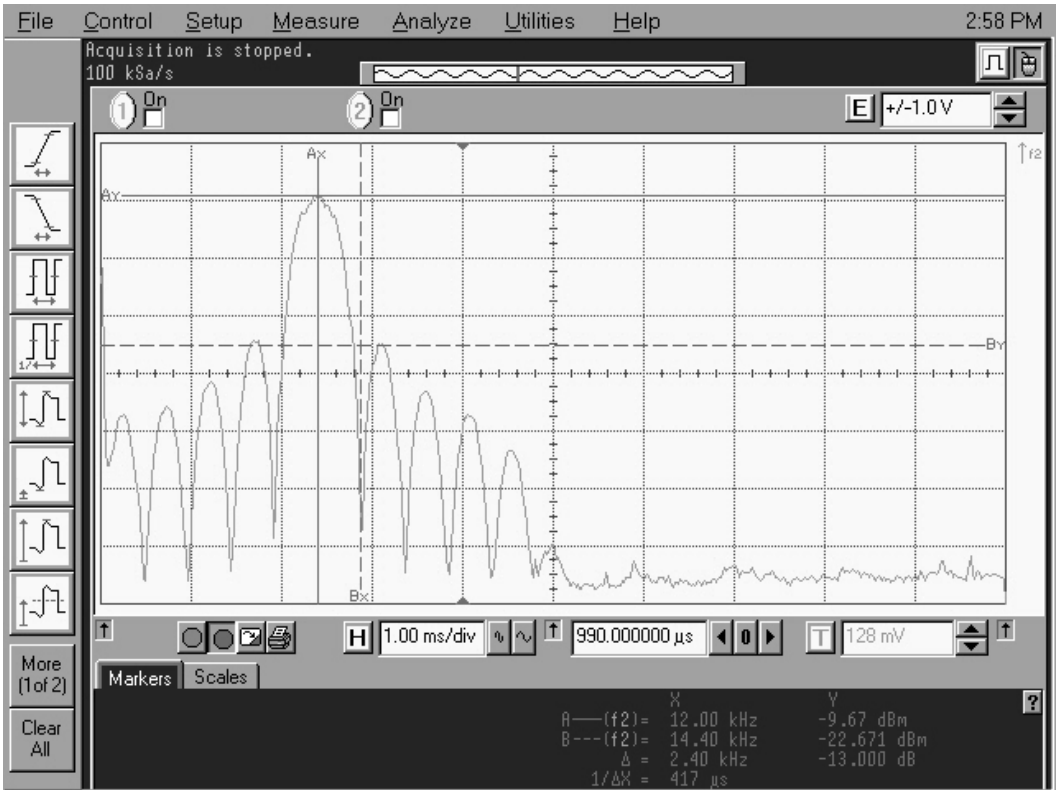 File Control Setup Measure Analyze Utilities Help 2:58 PM
Acquisition is stopped.
100 kSa/s
1 On 2 On E +/-1.0 V
Ax
f2
AY
BY
1/
Bx
H 1.00 ms/div 990.000000 µs 0 T 128 mV
More
(1of 2)
Markers Scales
Clear
All
X Y ?
A——(f2)= 12.00 kHz -9.67 dBm
B---(f2)= 14.40 kHz -22.671 dBm
Δ = 2.40 kHz -13.000 dB
1/ΔX = 417 µs